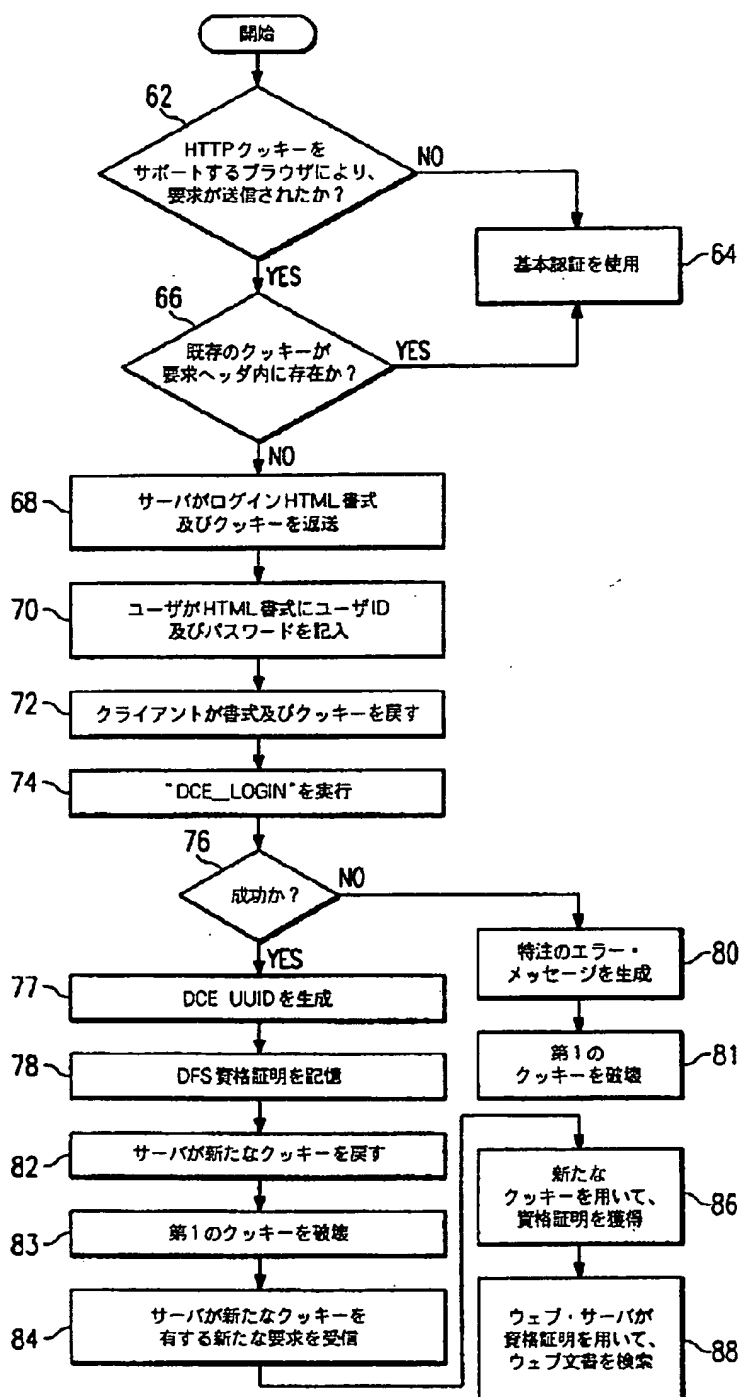 開始
62
HTTPクッキーを
サポートするブラウザにより、
要求が送信されたか？
NO
YES
基本認証を使用
64
66
既存のクッキーが
要求ヘッダ内に存在か？
YES
NO
68
サーバがログインHTML書式
及びクッキーを返送
70
ユーザがHTML書式にユーザID
及びパスワードを記入
72
クライアントが書式及びクッキーを戻す
74
"DCE__LOGIN"を実行
76
成功か？
NO
YES
特注のエラー・
メッセージを生成
80
第1の
クッキーを破壊
81
77
DCE UUIDを生成
78
DFS資格証明を記憶
82
サーバが新たなクッキーを戻す
83
第1のクッキーを破壊
84
サーバが新たなクッキーを
有する新たな要求を受信
新たな
クッキーを用いて、
資格証明を獲得
86
ウェブ・サーバが
資格証明を用いて、
ウェブ文書を検索
88